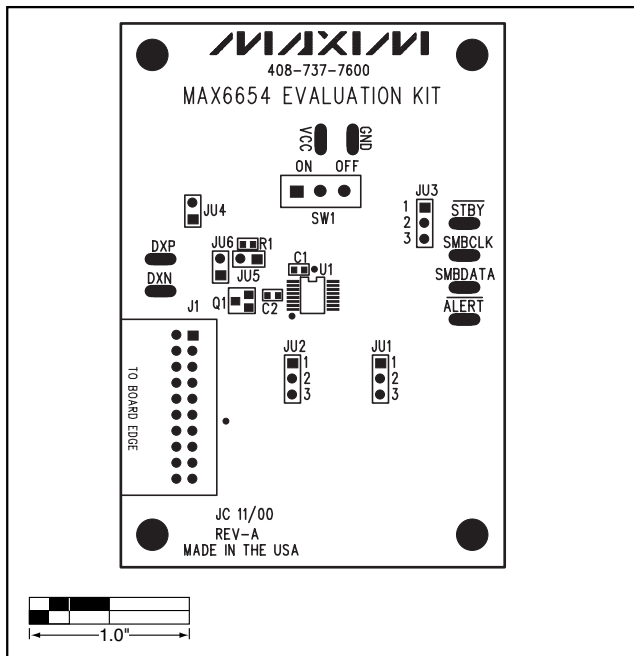 MAXIM
408-737-7600
MAX6654 EVALUATION KIT
VCC
GND
ON OFF
SW1
JU3
1
2
3
JU4
STBY
SMBCLK
SMBDATA
ALERT
DXP
DXN
JU6
R1
JU5
C1
U1
Q1
C2
J1
TO BOARD EDGE
JU2
1
2
3
JU1
1
2
3
JC 11/00
REV-A
MADE IN THE USA
1.0"